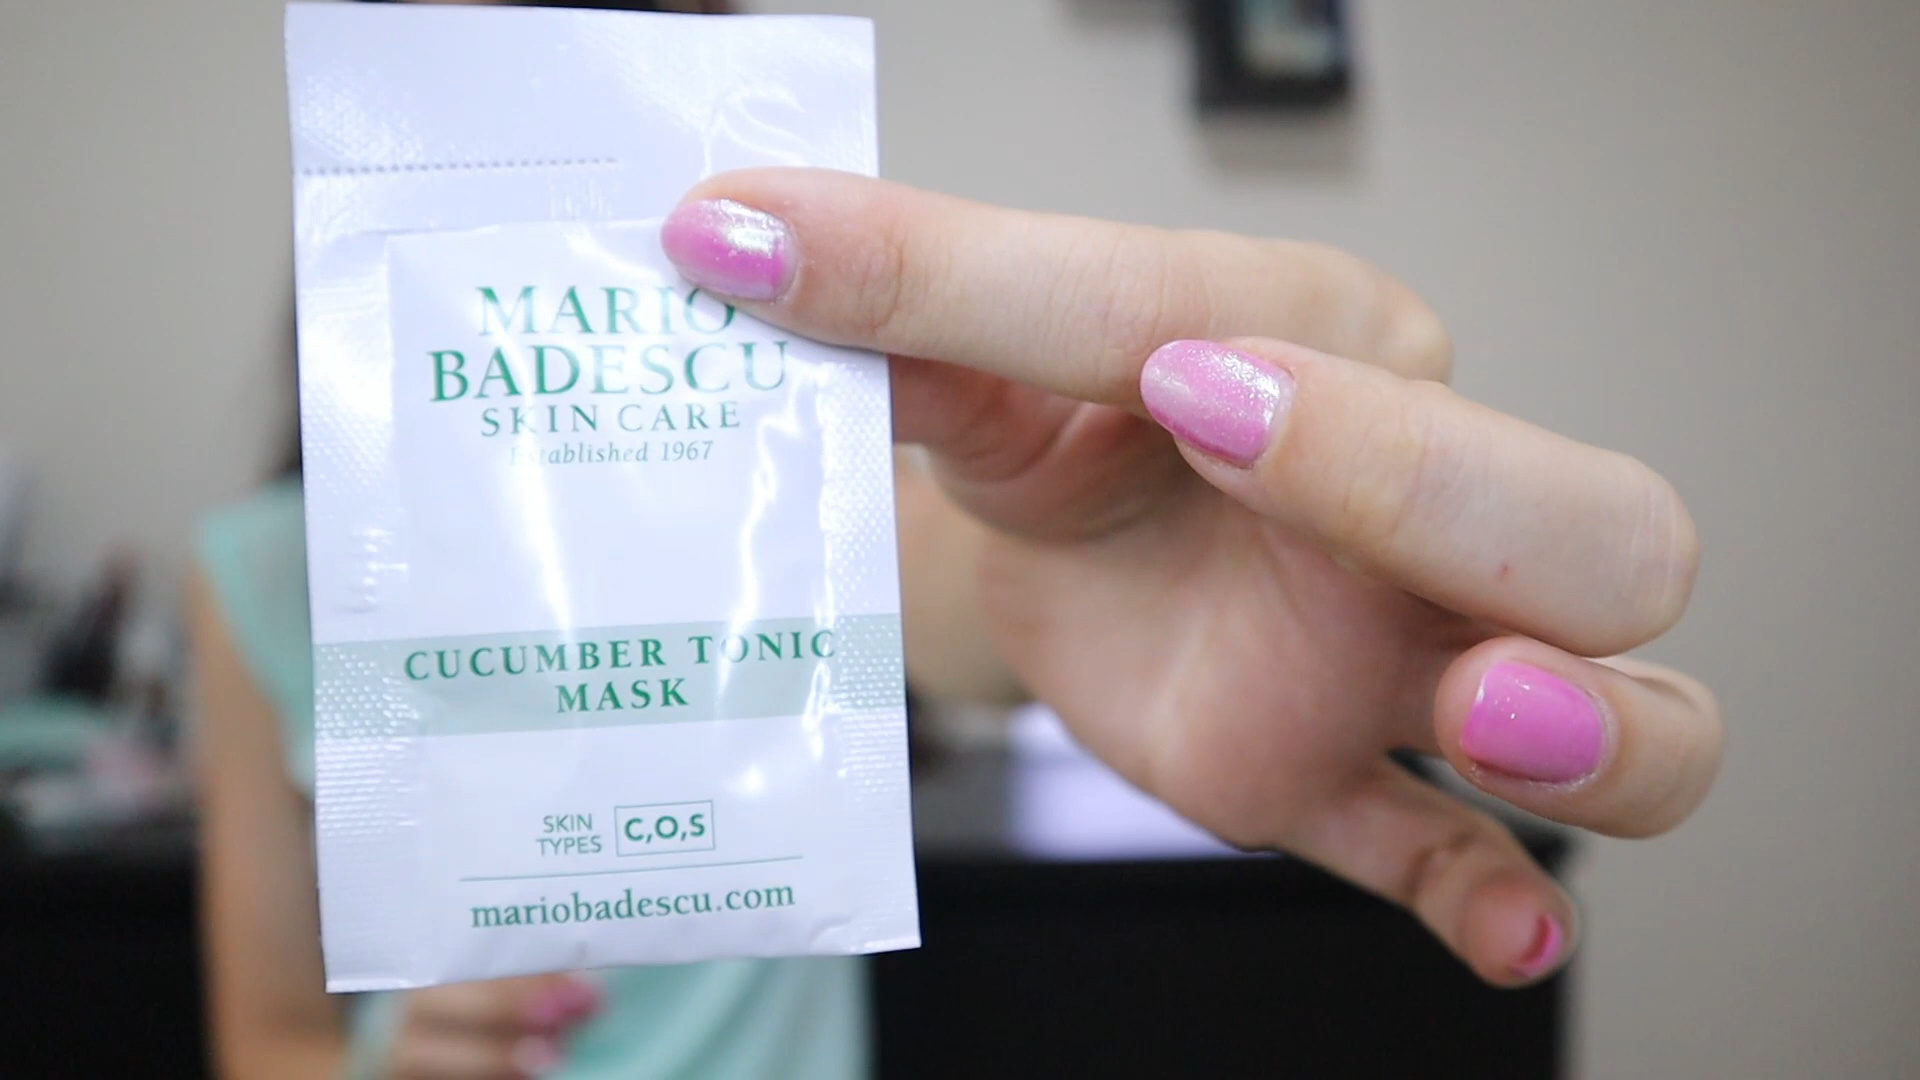 MARIO
BADESCU
SKIN CARE
Established 1967
CUCUMBER TONIC
MASK
SKIN
TYPES
C,O,S
mariobadescu.com